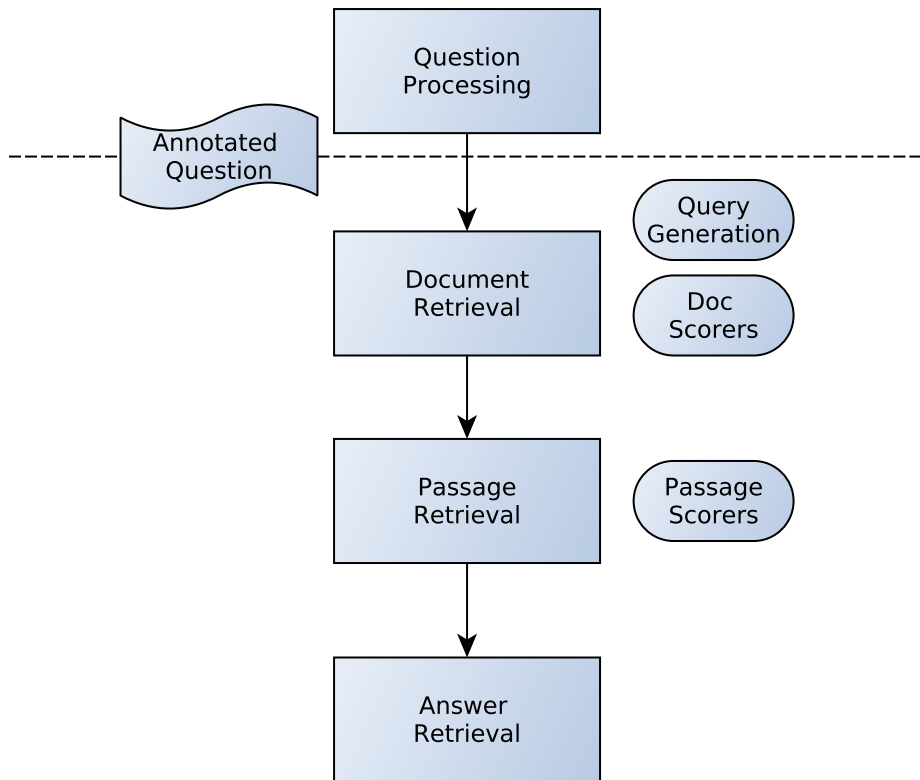 Question
Processing
Annotated
Question
Query
Generation
Document
Retrieval
Doc
Scorers
Passage
Retrieval
Passage
Scorers
Answer
Retrieval